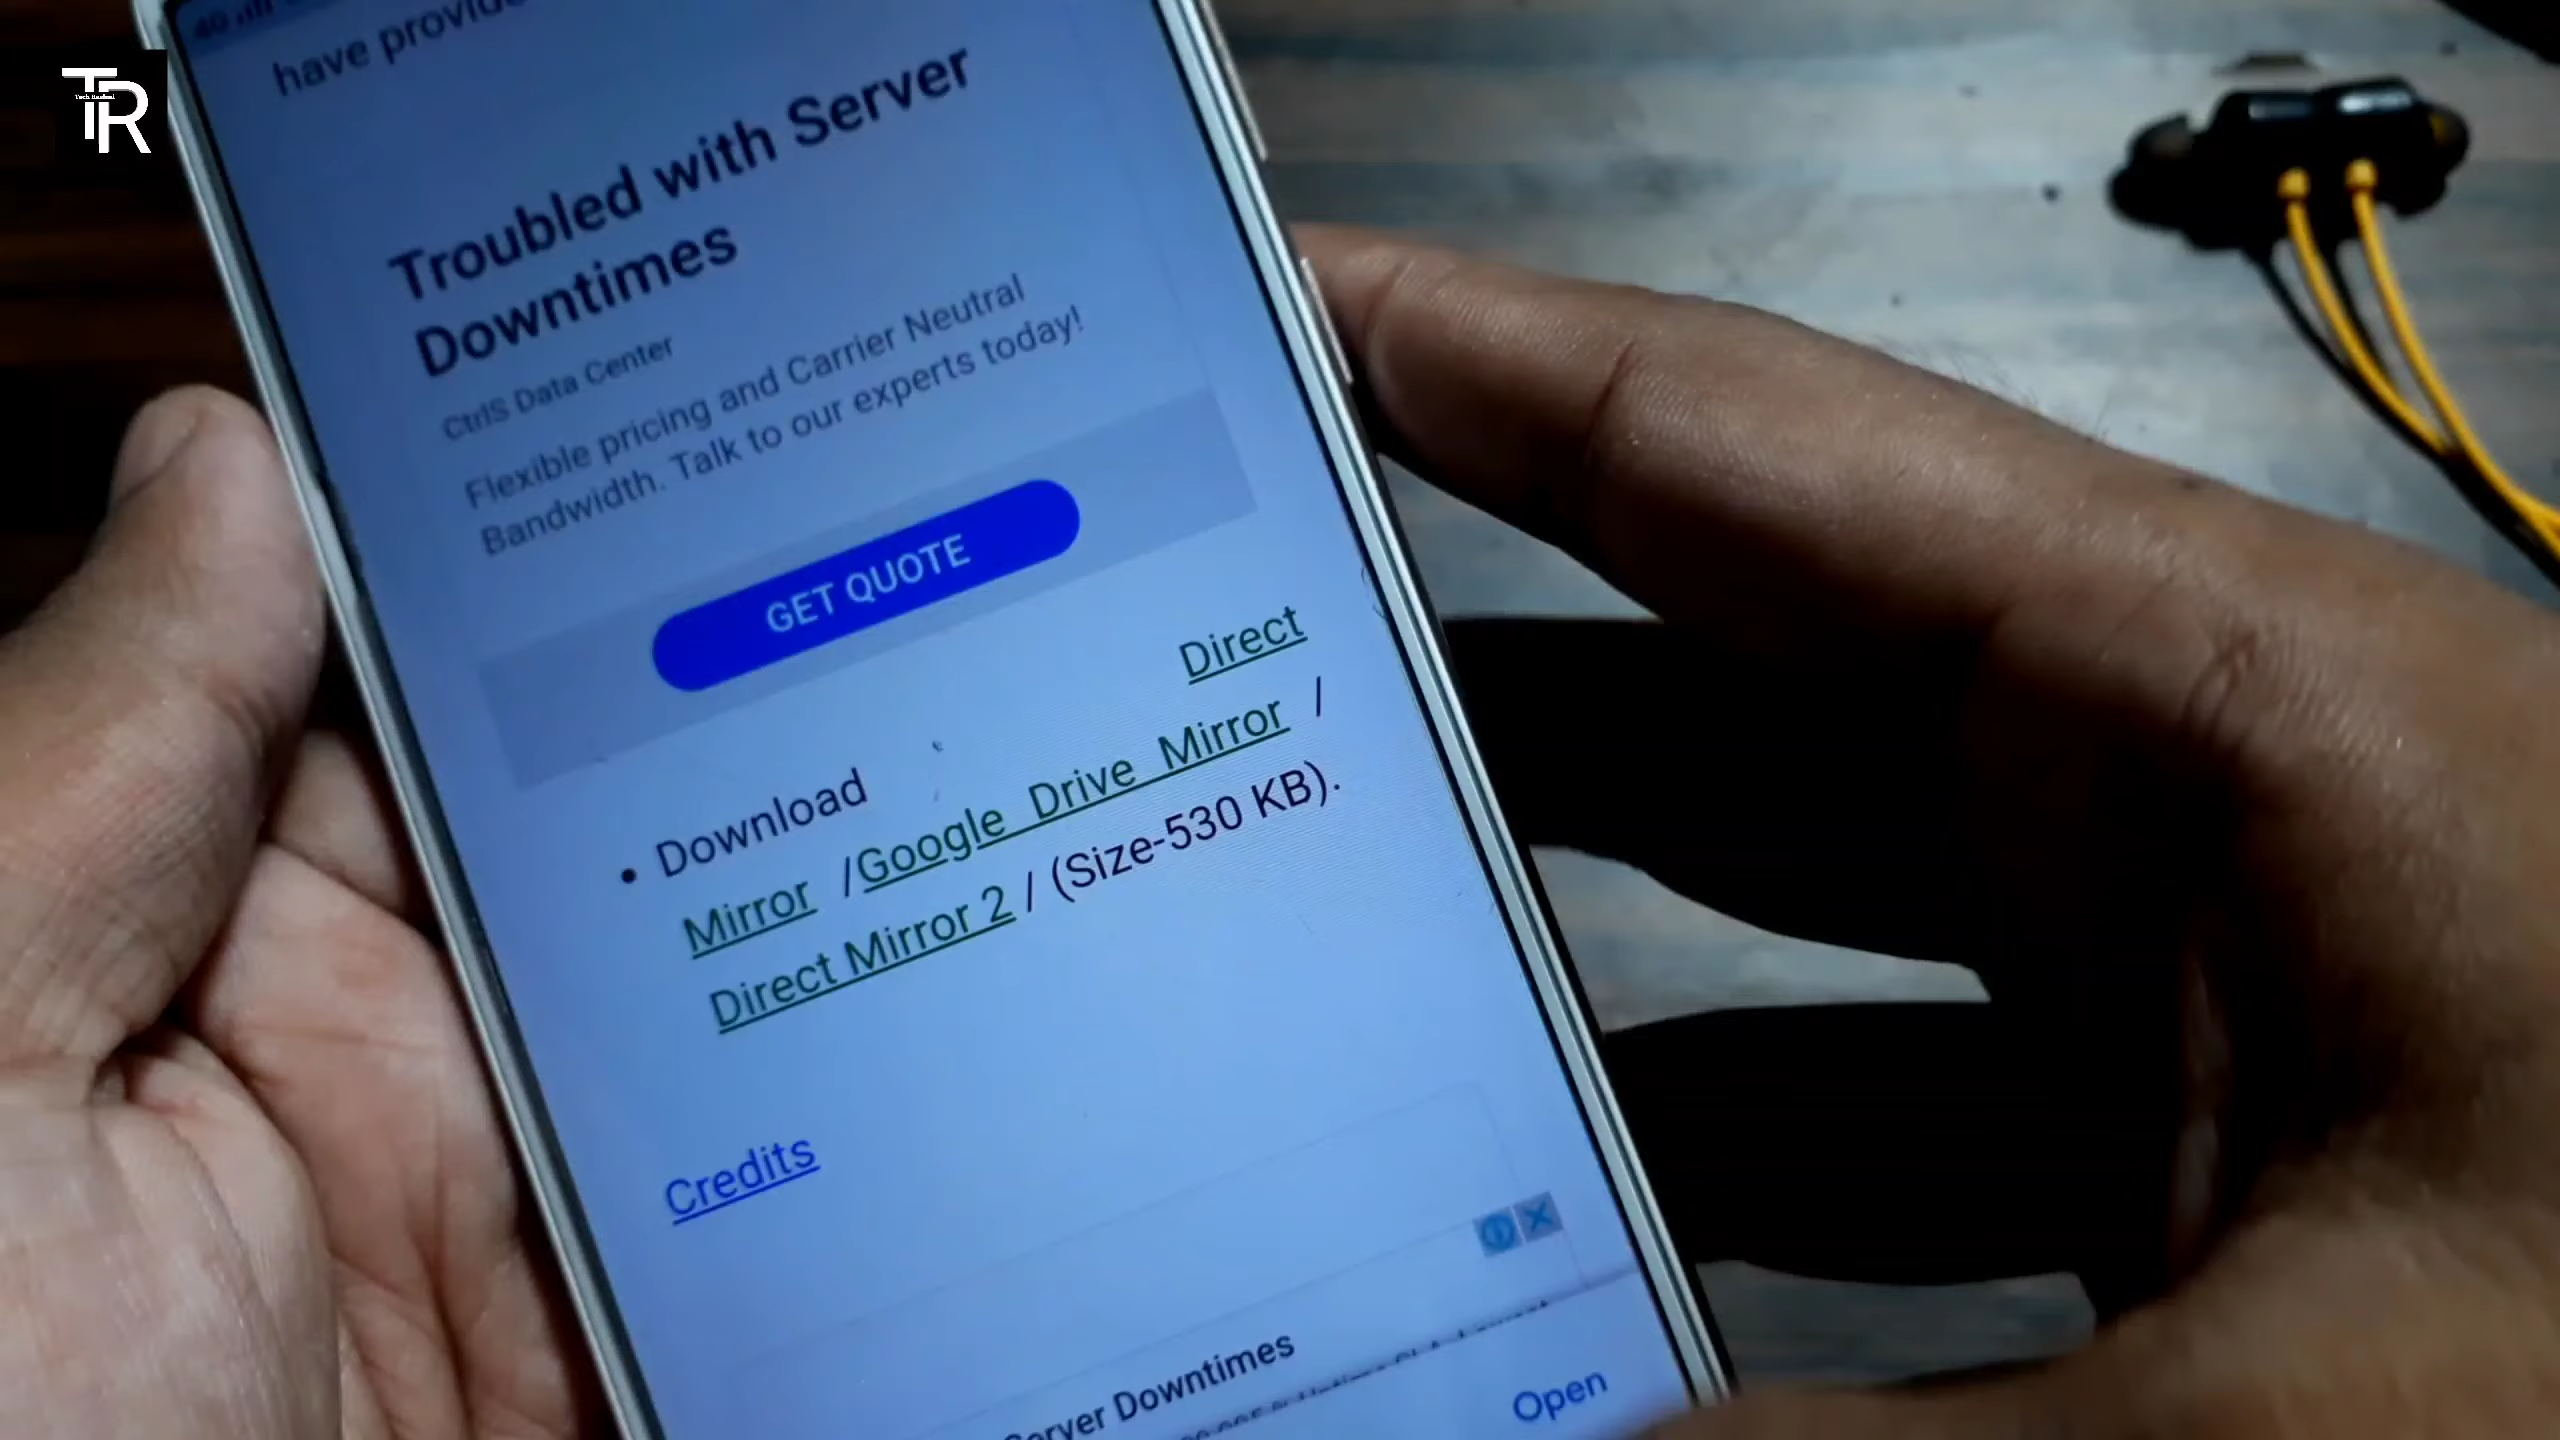 TR
have
Troubled with Server
Downtimes
CtrlS Data Center
Flexible pricing and Carrier Neutral
Bandwidth. Talk to our experts today!
GET QUOTE
• Download Direct
Mirror /Google Drive Mirror /
Direct Mirror 2 / (Size-530 KB).
Credits
Server Downtimes
Open